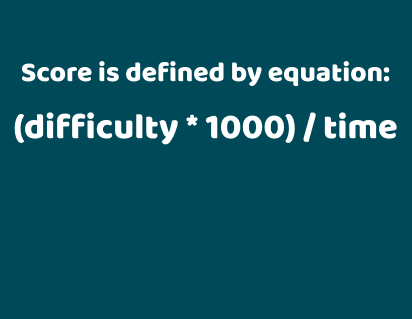 Score is defined by equation:
(difficulty * 1000) / time